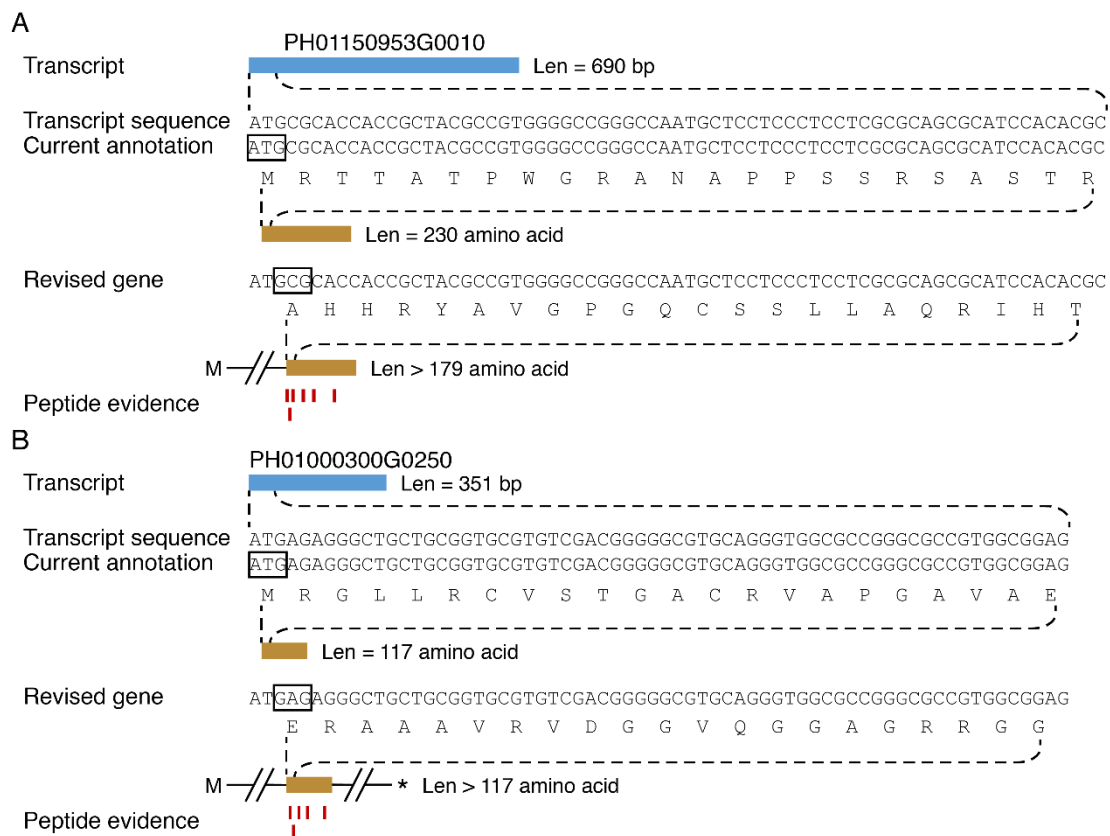 A
PH01150953G0010
Transcript Len = 690 bp
Transcript sequence ATGCGCACCACCGCTACGCCGTGGGGCCGGGCCAATGCTCCTCCCTCCTCGCGCAGCGCATCCACACGC
Current annotation ATGCGCACCACCGCTACGCCGTGGGGCCGGGCCAATGCTCCTCCCTCCTCGCGCAGCGCATCCACACGC
M R T T A T P W G R A N A P P S S R S A S T R
Len = 230 amino acid
Revised gene ATGCGCACCACCGCTACGCCGTGGGGCCGGGCCAATGCTCCTCCCTCCTCGCGCAGCGCATCCACACGC
A H H R Y A V G P G Q C S S L L A Q R I H T
M Len > 179 amino acid
Peptide evidence
B
PH01000300G0250
Transcript Len = 351 bp
Transcript sequence ATGAGAGGGCTGCTGCGGTGCGTGTCGACGGGGGCGTGCAGGGTGGCGCCGGGCGCCGTGGCGGAG
Current annotation ATGAGAGGGCTGCTGCGGTGCGTGTCGACGGGGGCGTGCAGGGTGGCGCCGGGCGCCGTGGCGGAG
M R G L L R C V S T G A C R V A P G A V A E
Len = 117 amino acid
Revised gene ATGAGAGGGCTGCTGCGGTGCGTGTCGACGGGGGCGTGCAGGGTGGCGCCGGGCGCCGTGGCGGAG
E R A A A V R V D G G V Q G G A G R R G G
M * Len > 117 amino acid
Peptide evidence